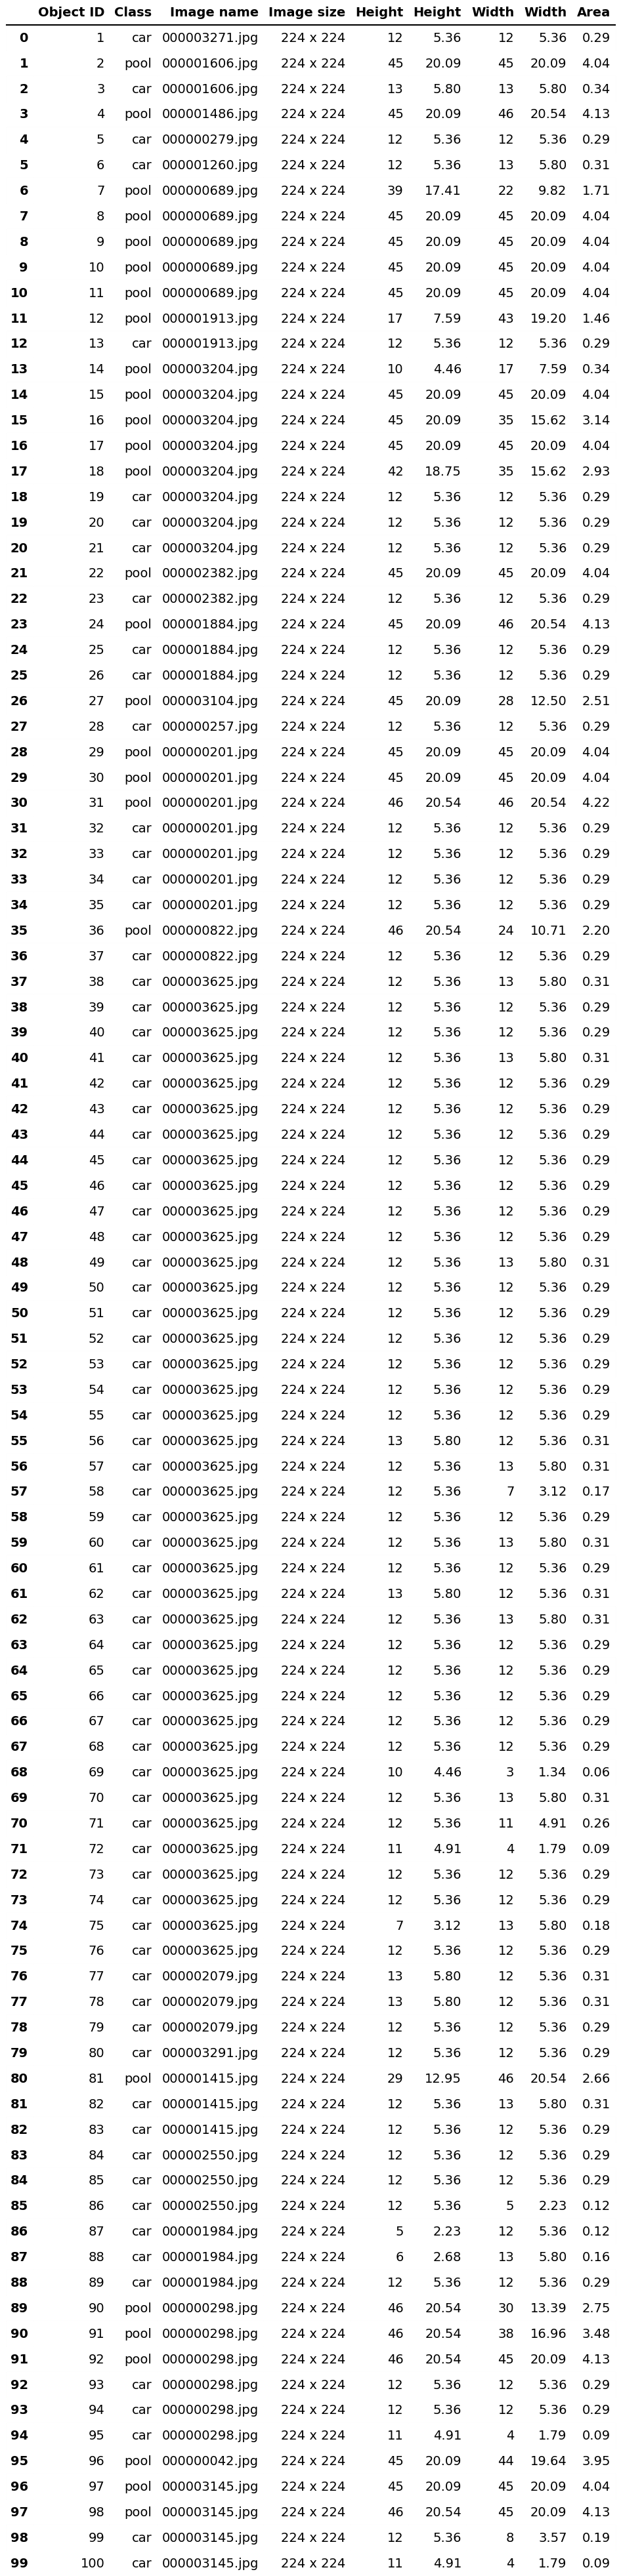 Object ID Class Image name Image size Height Height Width Width Area
0 1 car 000003271.jpg 224 x 224 12 5.36 12 5.36 0.29
1 2 pool 000001606.jpg 224 x 224 45 20.09 45 20.09 4.04
2 3 car 000001606.jpg 224 x 224 13 5.80 13 5.80 0.34
3 4 pool 000001486.jpg 224 x 224 45 20.09 46 20.54 4.13
4 5 car 000000279.jpg 224 x 224 12 5.36 12 5.36 0.29
5 6 car 000001260.jpg 224 x 224 12 5.36 13 5.80 0.31
6 7 pool 000000689.jpg 224 x 224 39 17.41 22 9.82 1.71
7 8 pool 000000689.jpg 224 x 224 45 20.09 45 20.09 4.04
8 9 pool 000000689.jpg 224 x 224 45 20.09 45 20.09 4.04
9 10 pool 000000689.jpg 224 x 224 45 20.09 45 20.09 4.04
10 11 pool 000000689.jpg 224 x 224 45 20.09 45 20.09 4.04
11 12 pool 000001913.jpg 224 x 224 17 7.59 43 19.20 1.46
12 13 car 000001913.jpg 224 x 224 12 5.36 12 5.36 0.29
13 14 pool 000003204.jpg 224 x 224 10 4.46 17 7.59 0.34
14 15 pool 000003204.jpg 224 x 224 45 20.09 45 20.09 4.04
15 16 pool 000003204.jpg 224 x 224 45 20.09 35 15.62 3.14
16 17 pool 000003204.jpg 224 x 224 45 20.09 45 20.09 4.04
17 18 pool 000003204.jpg 224 x 224 42 18.75 35 15.62 2.93
18 19 car 000003204.jpg 224 x 224 12 5.36 12 5.36 0.29
19 20 car 000003204.jpg 224 x 224 12 5.36 12 5.36 0.29
20 21 car 000003204.jpg 224 x 224 12 5.36 12 5.36 0.29
21 22 pool 000002382.jpg 224 x 224 45 20.09 45 20.09 4.04
22 23 car 000002382.jpg 224 x 224 12 5.36 12 5.36 0.29
23 24 pool 000001884.jpg 224 x 224 45 20.09 46 20.54 4.13
24 25 car 000001884.jpg 224 x 224 12 5.36 12 5.36 0.29
25 26 car 000001884.jpg 224 x 224 12 5.36 12 5.36 0.29
26 27 pool 000003104.jpg 224 x 224 45 20.09 28 12.50 2.51
27 28 car 000000257.jpg 224 x 224 12 5.36 12 5.36 0.29
28 29 pool 000000201.jpg 224 x 224 45 20.09 45 20.09 4.04
29 30 pool 000000201.jpg 224 x 224 45 20.09 45 20.09 4.04
30 31 pool 000000201.jpg 224 x 224 46 20.54 46 20.54 4.22
31 32 car 000000201.jpg 224 x 224 12 5.36 12 5.36 0.29
32 33 car 000000201.jpg 224 x 224 12 5.36 12 5.36 0.29
33 34 car 000000201.jpg 224 x 224 12 5.36 12 5.36 0.29
34 35 car 000000201.jpg 224 x 224 12 5.36 12 5.36 0.29
35 36 pool 000000822.jpg 224 x 224 46 20.54 24 10.71 2.20
36 37 car 000000822.jpg 224 x 224 12 5.36 12 5.36 0.29
37 38 car 000003625.jpg 224 x 224 12 5.36 13 5.80 0.31
38 39 car 000003625.jpg 224 x 224 12 5.36 12 5.36 0.29
39 40 car 000003625.jpg 224 x 224 12 5.36 12 5.36 0.29
40 41 car 000003625.jpg 224 x 224 12 5.36 13 5.80 0.31
41 42 car 000003625.jpg 224 x 224 12 5.36 12 5.36 0.29
42 43 car 000003625.jpg 224 x 224 12 5.36 12 5.36 0.29
43 44 car 000003625.jpg 224 x 224 12 5.36 12 5.36 0.29
44 45 car 000003625.jpg 224 x 224 12 5.36 12 5.36 0.29
45 46 car 000003625.jpg 224 x 224 12 5.36 12 5.36 0.29
46 47 car 000003625.jpg 224 x 224 12 5.36 12 5.36 0.29
47 48 car 000003625.jpg 224 x 224 12 5.36 12 5.36 0.29
48 49 car 000003625.jpg 224 x 224 12 5.36 13 5.80 0.31
49 50 car 000003625.jpg 224 x 224 12 5.36 12 5.36 0.29
50 51 car 000003625.jpg 224 x 224 12 5.36 12 5.36 0.29
51 52 car 000003625.jpg 224 x 224 12 5.36 12 5.36 0.29
52 53 car 000003625.jpg 224 x 224 12 5.36 12 5.36 0.29
53 54 car 000003625.jpg 224 x 224 12 5.36 12 5.36 0.29
54 55 car 000003625.jpg 224 x 224 12 5.36 12 5.36 0.29
55 56 car 000003625.jpg 224 x 224 13 5.80 12 5.36 0.31
56 57 car 000003625.jpg 224 x 224 12 5.36 13 5.80 0.31
57 58 car 000003625.jpg 224 x 224 12 5.36 7 3.12 0.17
58 59 car 000003625.jpg 224 x 224 12 5.36 12 5.36 0.29
59 60 car 000003625.jpg 224 x 224 12 5.36 13 5.80 0.31
60 61 car 000003625.jpg 224 x 224 12 5.36 12 5.36 0.29
61 62 car 000003625.jpg 224 x 224 13 5.80 12 5.36 0.31
62 63 car 000003625.jpg 224 x 224 12 5.36 13 5.80 0.31
63 64 car 000003625.jpg 224 x 224 12 5.36 12 5.36 0.29
64 65 car 000003625.jpg 224 x 224 12 5.36 12 5.36 0.29
65 66 car 000003625.jpg 224 x 224 12 5.36 12 5.36 0.29
66 67 car 000003625.jpg 224 x 224 12 5.36 12 5.36 0.29
67 68 car 000003625.jpg 224 x 224 12 5.36 12 5.36 0.29
68 69 car 000003625.jpg 224 x 224 10 4.46 3 1.34 0.06
69 70 car 000003625.jpg 224 x 224 12 5.36 13 5.80 0.31
70 71 car 000003625.jpg 224 x 224 12 5.36 11 4.91 0.26
71 72 car 000003625.jpg 224 x 224 11 4.91 4 1.79 0.09
72 73 car 000003625.jpg 224 x 224 12 5.36 12 5.36 0.29
73 74 car 000003625.jpg 224 x 224 12 5.36 12 5.36 0.29
74 75 car 000003625.jpg 224 x 224 7 3.12 13 5.80 0.18
75 76 car 000003625.jpg 224 x 224 12 5.36 12 5.36 0.29
76 77 car 000002079.jpg 224 x 224 13 5.80 12 5.36 0.31
77 78 car 000002079.jpg 224 x 224 13 5.80 12 5.36 0.31
78 79 car 000002079.jpg 224 x 224 12 5.36 12 5.36 0.29
79 80 car 000003291.jpg 224 x 224 12 5.36 12 5.36 0.29
80 81 pool 000001415.jpg 224 x 224 29 12.95 46 20.54 2.66
81 82 car 000001415.jpg 224 x 224 12 5.36 13 5.80 0.31
82 83 car 000001415.jpg 224 x 224 12 5.36 12 5.36 0.29
83 84 car 000002550.jpg 224 x 224 12 5.36 12 5.36 0.29
84 85 car 000002550.jpg 224 x 224 12 5.36 12 5.36 0.29
85 86 car 000002550.jpg 224 x 224 12 5.36 5 2.23 0.12
86 87 car 000001984.jpg 224 x 224 5 2.23 12 5.36 0.12
87 88 car 000001984.jpg 224 x 224 6 2.68 13 5.80 0.16
88 89 car 000001984.jpg 224 x 224 12 5.36 12 5.36 0.29
89 90 pool 000000298.jpg 224 x 224 46 20.54 30 13.39 2.75
90 91 pool 000000298.jpg 224 x 224 46 20.54 38 16.96 3.48
91 92 pool 000000298.jpg 224 x 224 46 20.54 45 20.09 4.13
92 93 car 000000298.jpg 224 x 224 12 5.36 12 5.36 0.29
93 94 car 000000298.jpg 224 x 224 12 5.36 12 5.36 0.29
94 95 car 000000298.jpg 224 x 224 11 4.91 4 1.79 0.09
95 96 pool 000000042.jpg 224 x 224 45 20.09 44 19.64 3.95
96 97 pool 000003145.jpg 224 x 224 45 20.09 45 20.09 4.04
97 98 pool 000003145.jpg 224 x 224 46 20.54 45 20.09 4.13
98 99 car 000003145.jpg 224 x 224 12 5.36 8 3.57 0.19
99 100 car 000003145.jpg 224 x 224 11 4.91 4 1.79 0.09